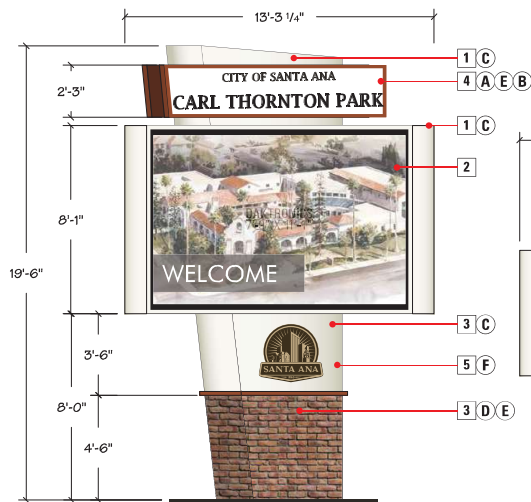 13'-3 1/4"
1 C
CITY OF SANTA ANA
4 A E B
2'-3"
CARL THORNTON PARK
1 C
2
8'-1"
WELCOME
19'-6"
3 C
3'-6"
SANTA ANA
5 F
8'-0"
3 D E
4'-6"